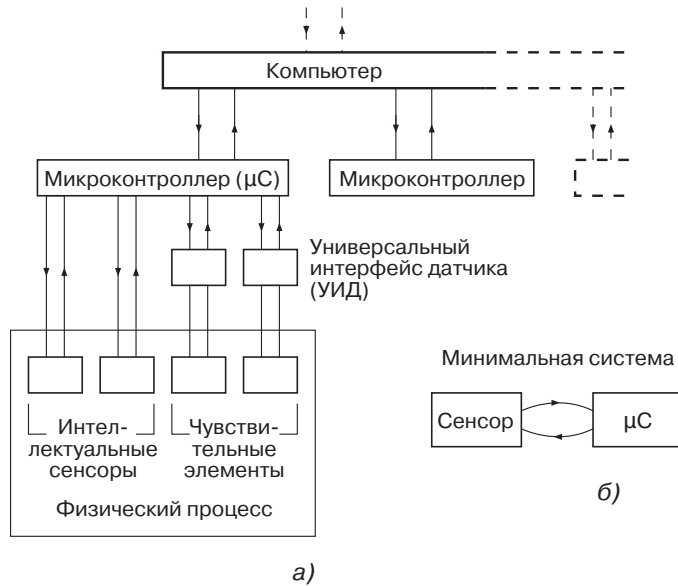 Компьютер
Микроконтроллер (μC)
Микроконтроллер
Универсальный
интерфейс датчика
(УИД)
Интел-
лектуальные
сенсоры
Чувстви-
тельные
элементы
Физический процесс
а)
Минимальная система
Сенсор
μC
б)